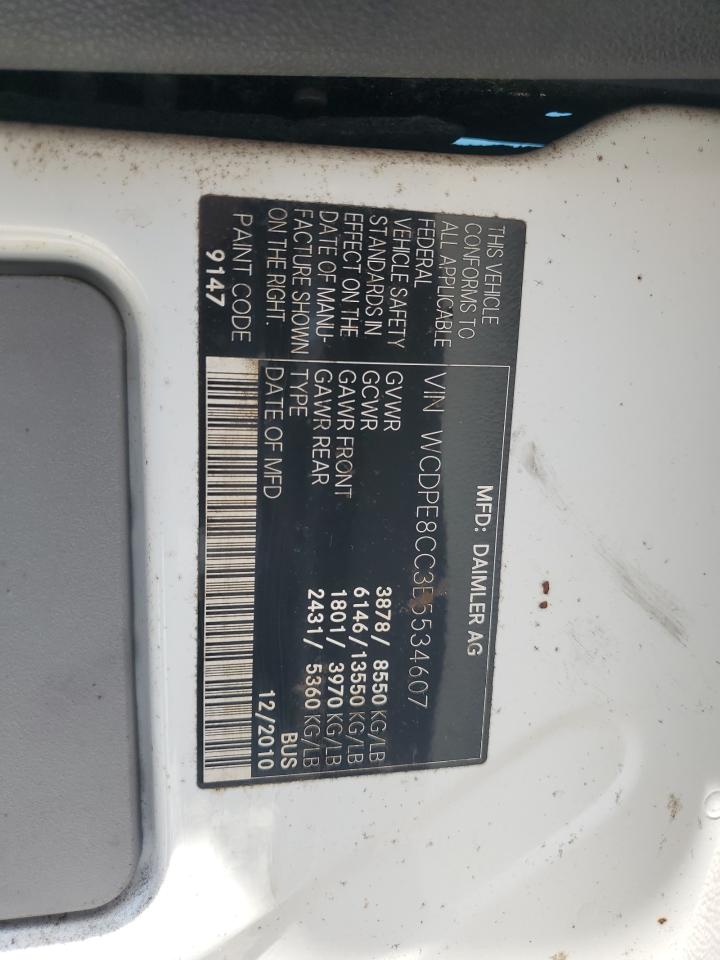 THIS VEHICLE
CONFORMS TO
ALL APPLICABLE
FEDERAL
VEHICLE SAFETY
STANDARDS IN
EFFECT ON THE
DATE OF MANU-
FACTURE SHOWN
ON THE RIGHT.
PAINT CODE
9147
MFD: DAIMLER AG
VIN WCDPE8CC3B5534607
GVWR 3878/ 8550 KG/LB
GCWR 6146/13550 KG/LB
GAWR FRONT 1801/ 3970 KG/LB
GAWR REAR 2431/ 5360 KG/LB
TYPE BUS
DATE OF MFD 12/2010